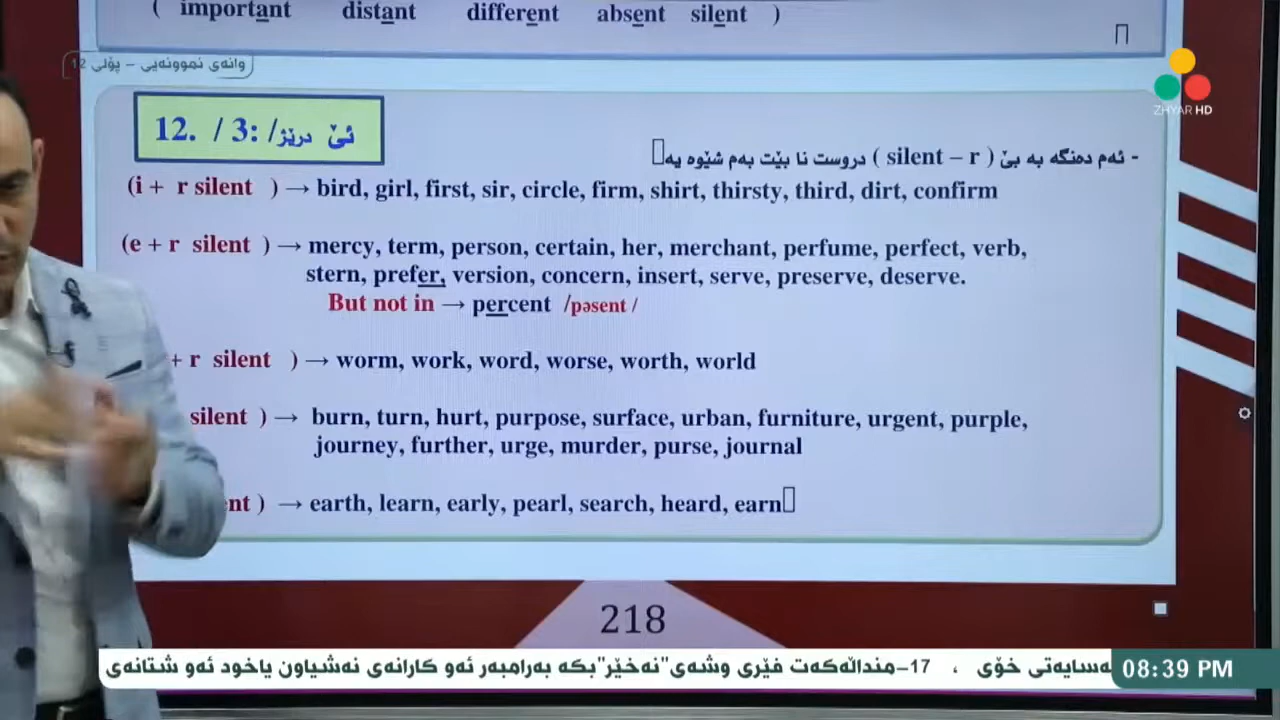 ( important distant different absent silent )
وانەی نموونەیی – پۆلی 12
ZHYAR HD
12. / 3: /ئێ درێژ
- ئەم دەنگە بە بێ ( silent – r ) دروست نا بێت بەم شێوە یە
(i + r silent ) → bird, girl, first, sir, circle, firm, shirt, thirsty, third, dirt, confirm
(e + r silent ) → mercy, term, person, certain, her, merchant, perfume, perfect, verb,
stern, prefer, version, concern, insert, serve, preserve, deserve.
But not in → percent /pəsent /
+ r silent ) → worm, work, word, worse, worth, world
silent ) → burn, turn, hurt, purpose, surface, urban, furniture, urgent, purple,
journey, further, urge, murder, purse, journal
nt ) → earth, learn, early, pearl, search, heard, earn
218
ەسایەتی خۆی ، 17-منداڵەکەت فێری وشەی"نەخێر"بکە بەرامبەر ئەو کارانەی نەشیاون یاخود ئەو شتانەی
08:39 PM